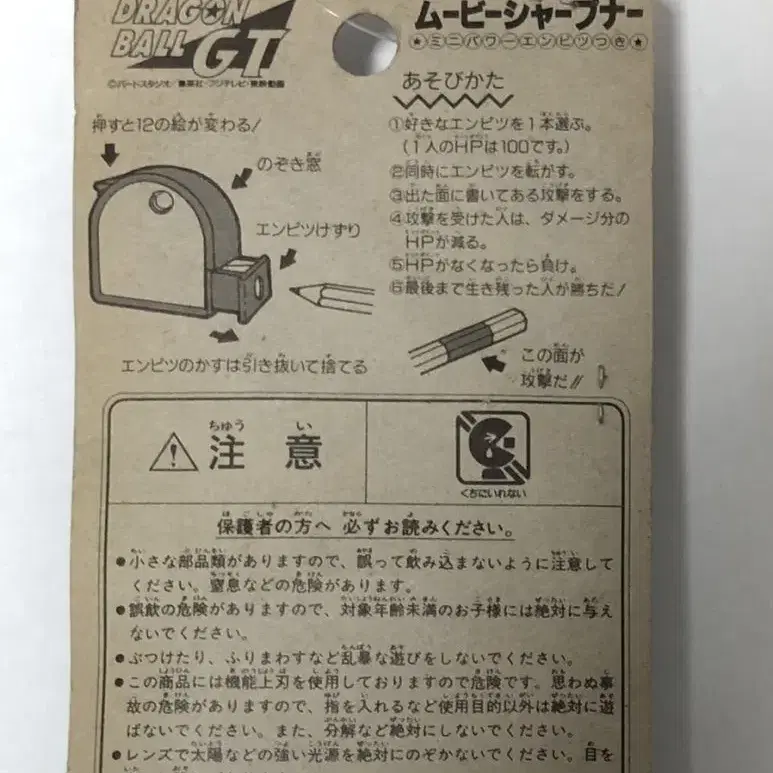 DRAGON
BALL GT
©バードスタジオ/集英社・フジテレビ・東映動画
ムービーシャープナー
★ミニパワーエンピツつき★
押すと12の絵が変わる!
のぞき窓
エンピツけずり
エンピツのかすは引き抜いて捨てる
あそびかた
①好きなエンピツを1本選ぶ。
(1人のHPは100です。)
②同時にエンピツを転がす。
③出た面に書いてある攻撃をする。
④攻撃を受けた人は、ダメージ分の
HPが減る。
⑤HPがなくなったら負け。
⑥最後まで生き残った人が勝ちだ!
この面が
攻撃だ!!
注意
くちにいれない
保護者の方へ 必ずお読みください。
●小さな部品類がありますので、誤って飲み込まないように注意して
ください。窒息などの危険があります。
●誤飲の危険がありますので、対象年齢未満のお子様には絶対に与え
ないでください。
●ぶつけたり、ふりまわすなど乱暴な遊びをしないでください。
●この商品には機能上刃を使用しておりますので危険です。思わぬ事
故の危険がありますので、指を入れるなど使用目的以外は絶対に遊
ばないでください。また、分解など絶対にしないでください。
●レンズで太陽などの強い光源を絶対にのぞかないでください。目を